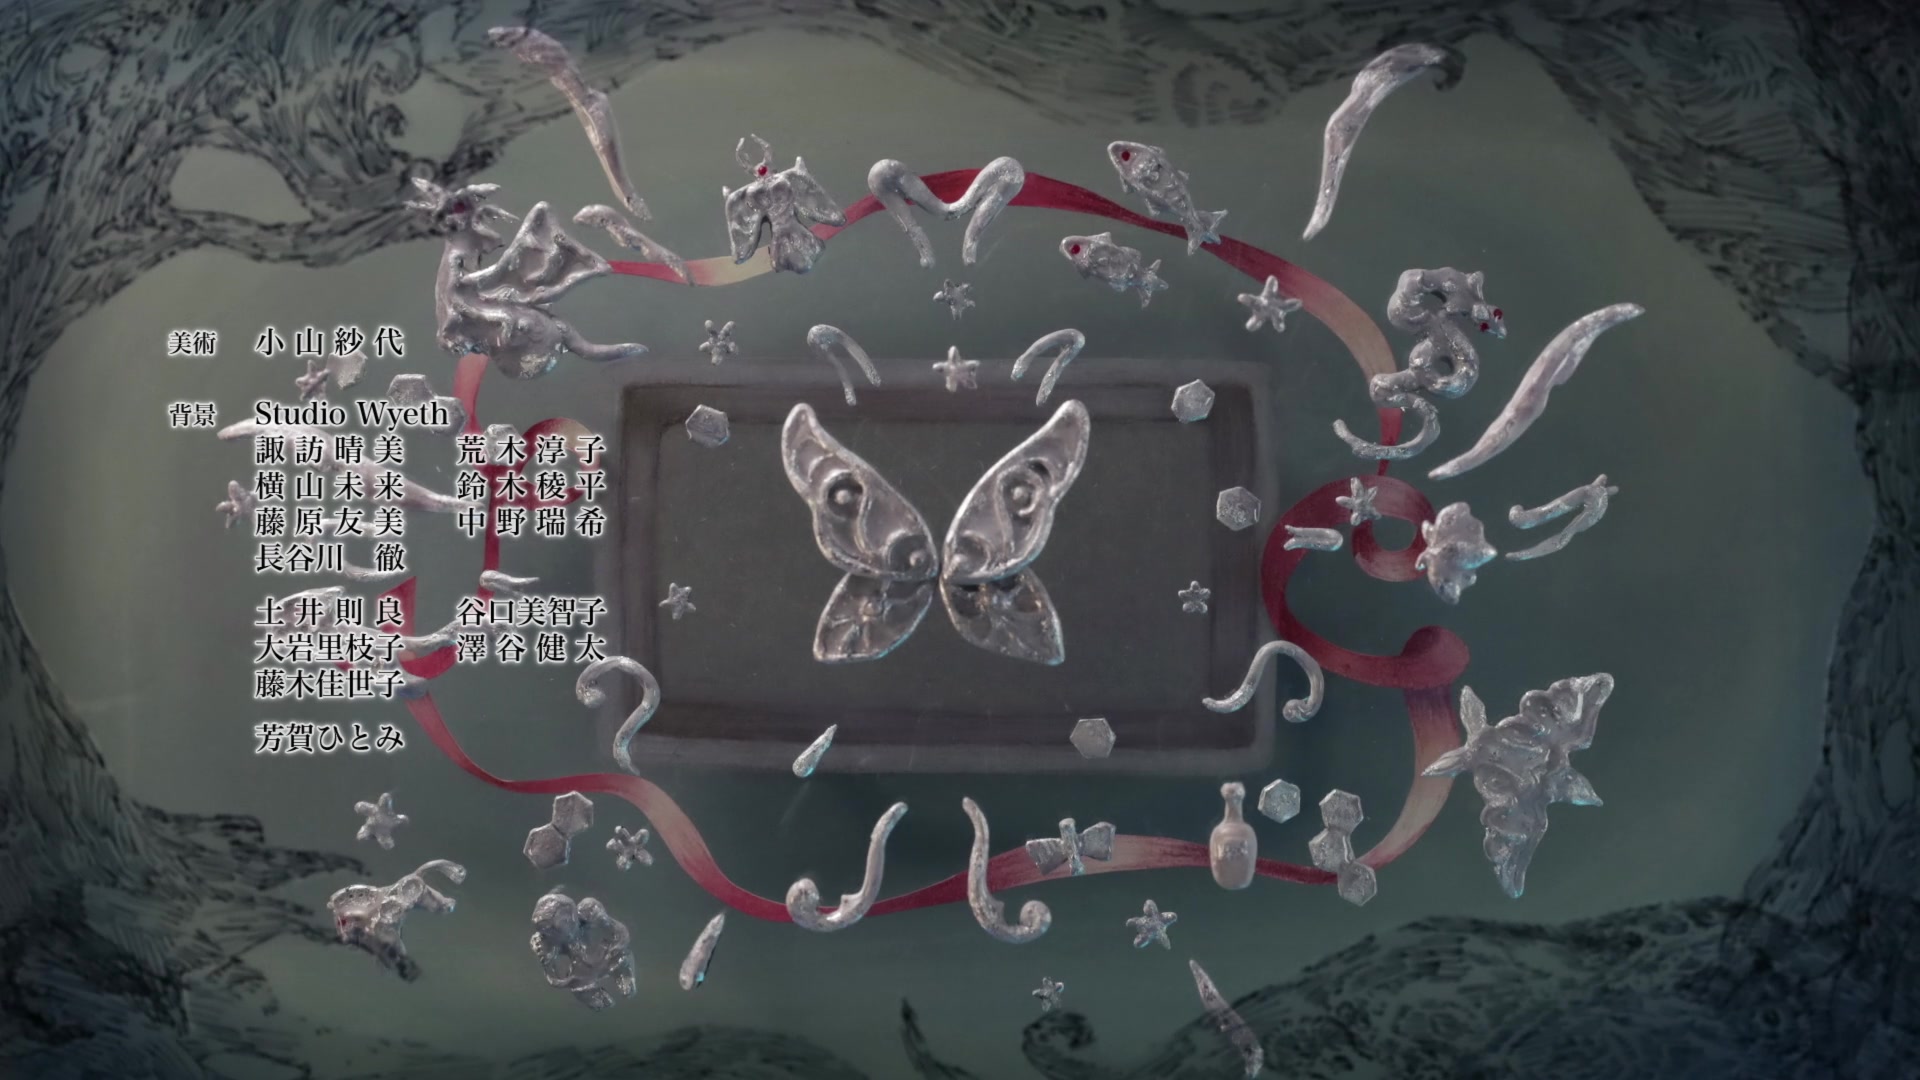 美術 小山紗代
背景 Studio Wyeth
諏訪晴美 荒木淳子
横山未来 鈴木稜平
藤原友美 中野瑞希
長谷川 徹
土井則良 谷口美智子
大岩里枝子 澤谷健太
藤木佳世子
芳賀ひとみ